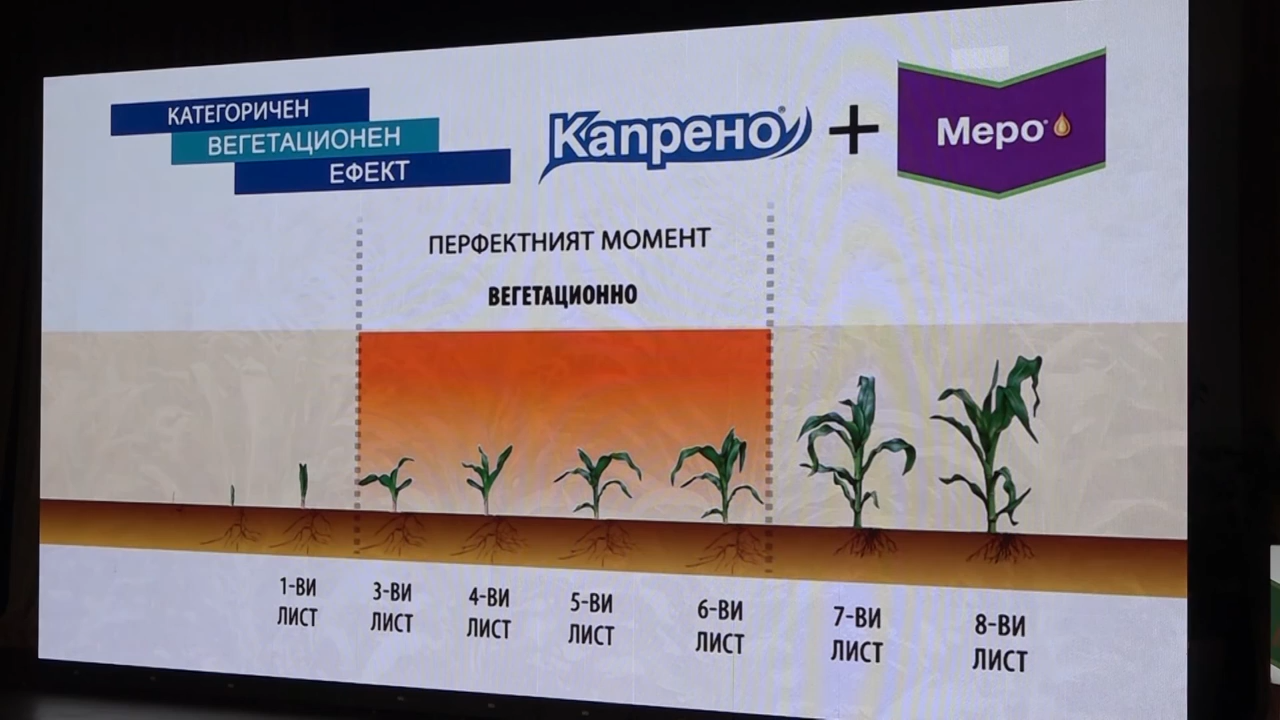 КАТЕГОРИЧЕН
ВЕГЕТАЦИОНЕН
ЕФЕКТ
Капрено®
+
Меро®
ПЕРФЕКТНИЯТ МОМЕНТ
ВЕГЕТАЦИОННО
1-ВИ ЛИСТ
3-ВИ ЛИСТ
4-ВИ ЛИСТ
5-ВИ ЛИСТ
6-ВИ ЛИСТ
7-ВИ ЛИСТ
8-ВИ ЛИСТ